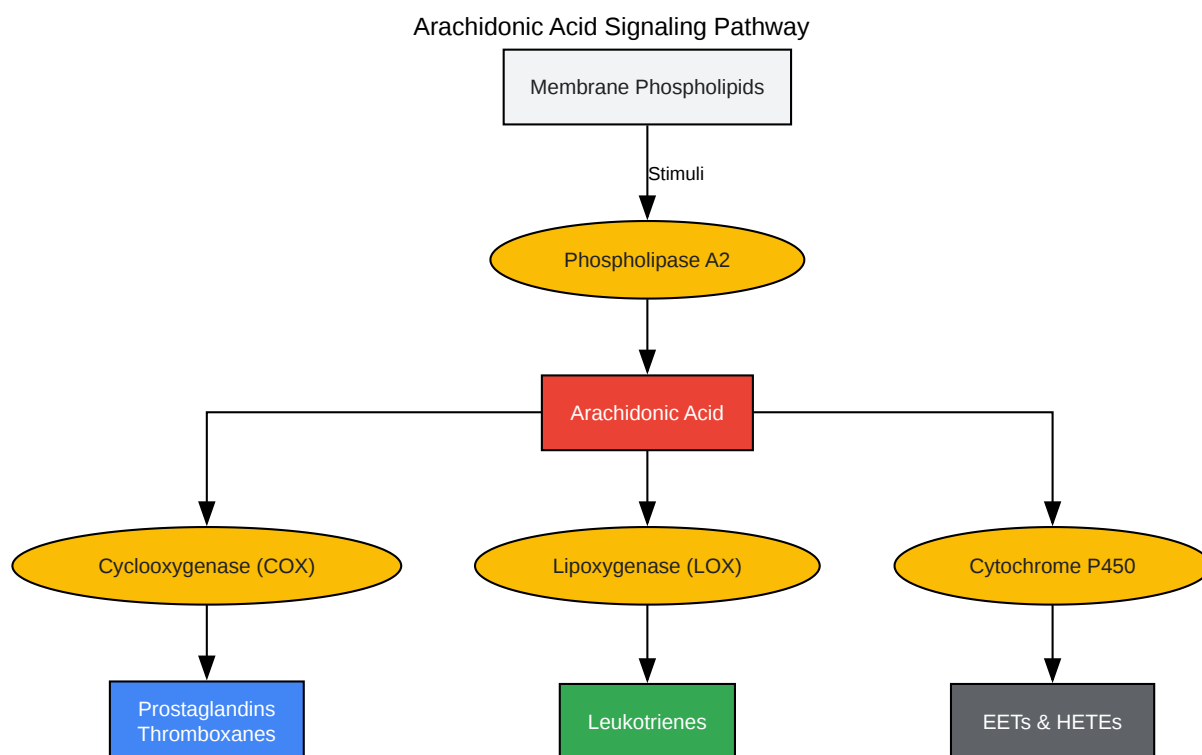 Arachidonic Acid Signaling Pathway
Membrane Phospholipids
Stimuli
Phospholipase A2
Arachidonic Acid
Cyclooxygenase (COX)
Lipoxygenase (LOX)
Cytochrome P450
Prostaglandins
Thromboxanes
Leukotrienes
EETs & HETEs